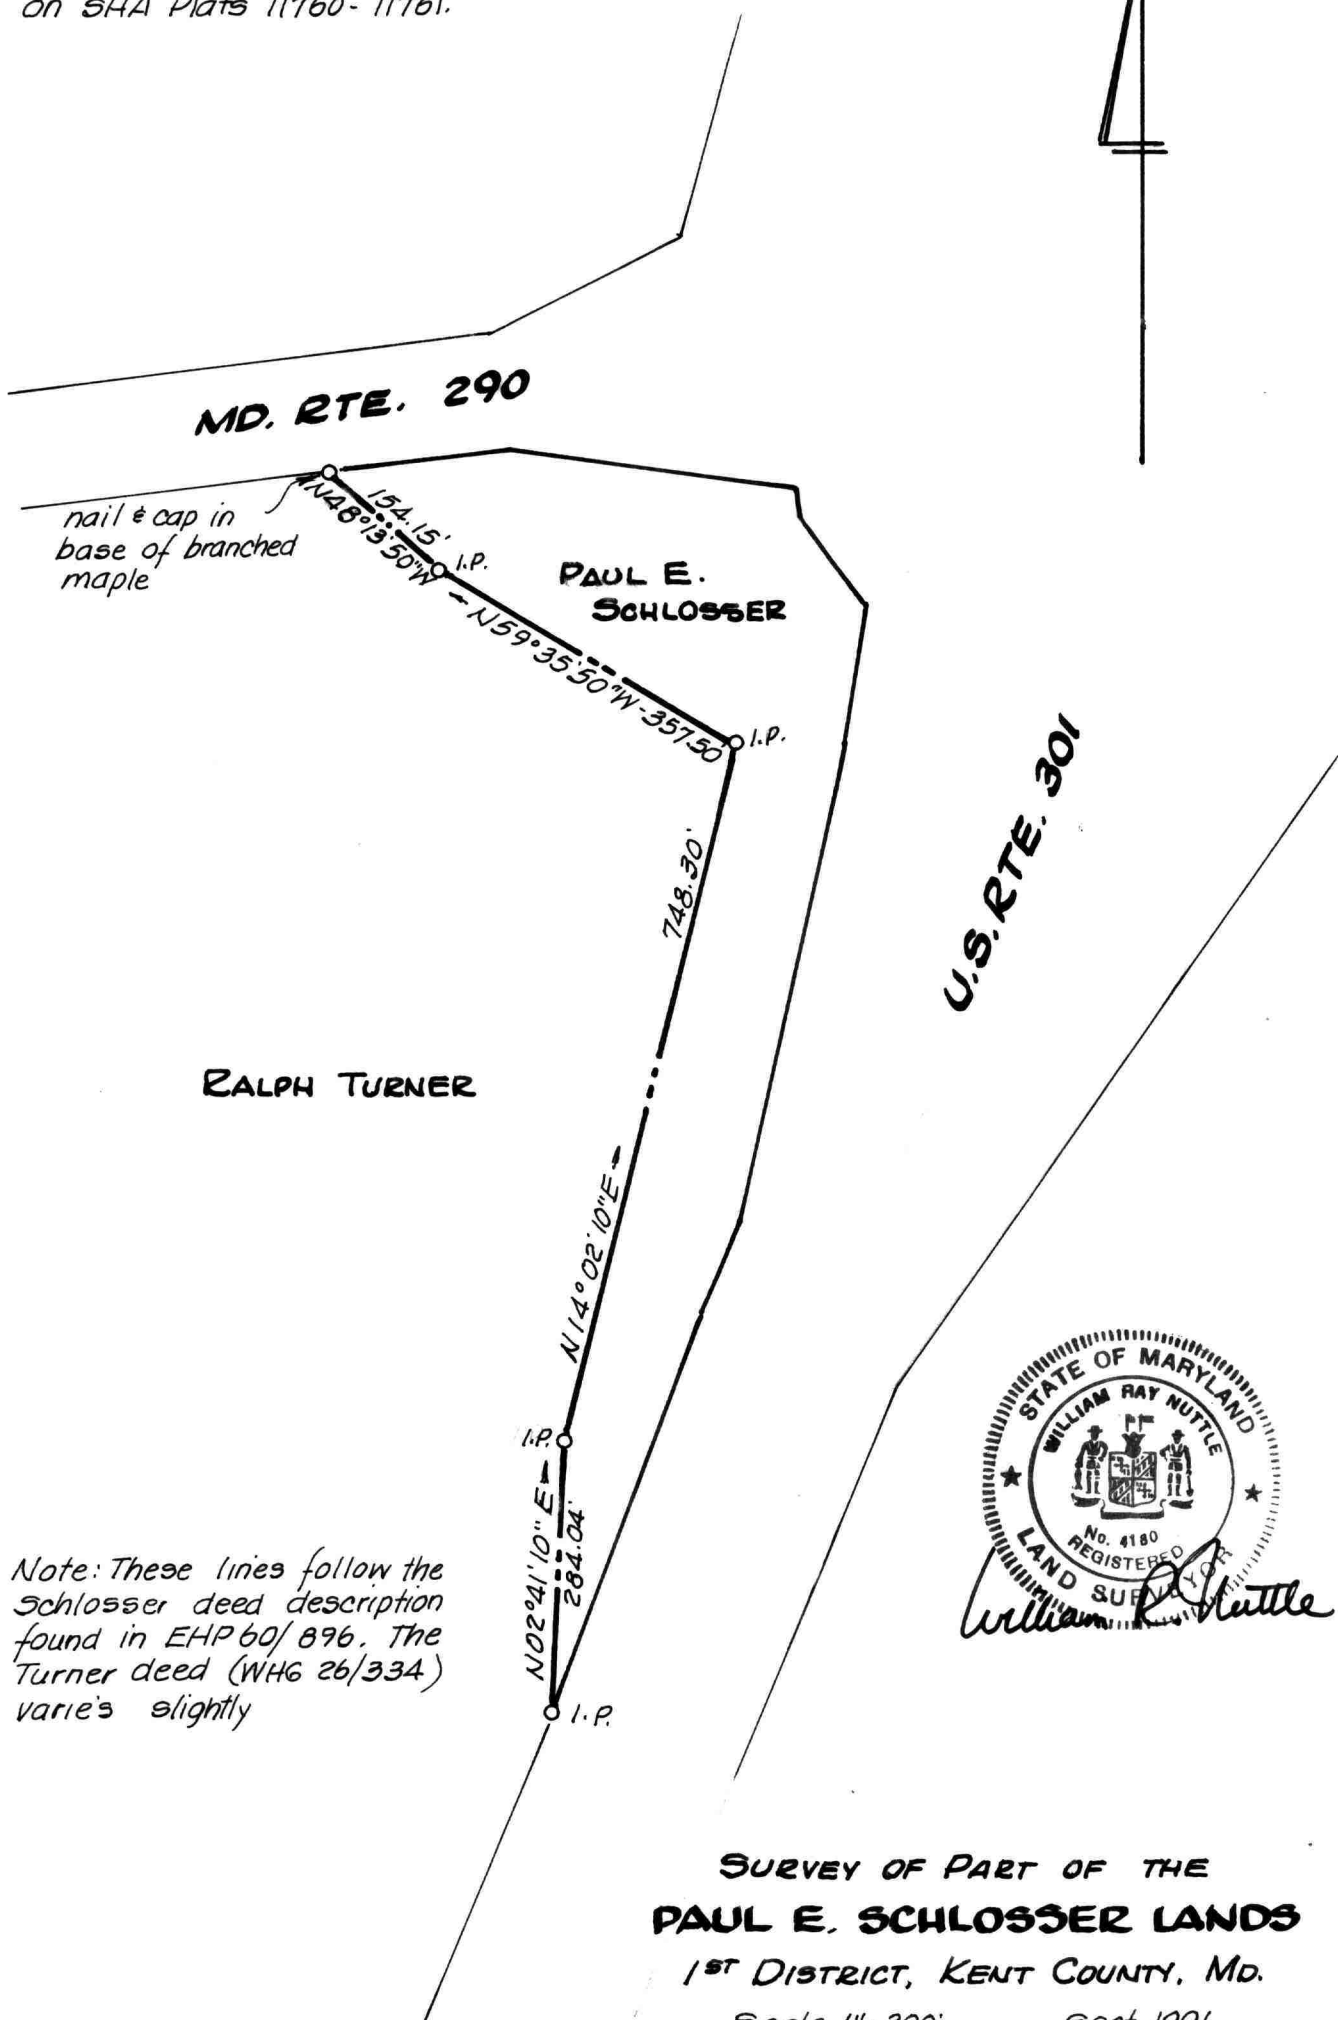 on SHA Plats 11760-11761.
MD. RTE. 290
nail & cap in
base of branched
maple
154.15'
N48°13'50"W
I.P.
PAUL E.
SCHLOSSER
N59°35'50"W-357.50'
I.P.
U.S. RTE. 301
748.30'
RALPH TURNER
N14°02'10"E
I.P.
N02°41'10"E
284.04'
I.P.
STATE OF MARYLAND
WILLIAM RAY NUTTLE
No. 4180
REGISTERED
LAND SURVEYOR
William R. Nuttle
Note: These lines follow the
Schlosser deed description
found in EHP 60/896. The
Turner deed (WHG 26/334)
varie's slightly
SURVEY OF PART OF THE
PAUL E. SCHLOSSER LANDS
1ST DISTRICT, KENT COUNTY, MD.